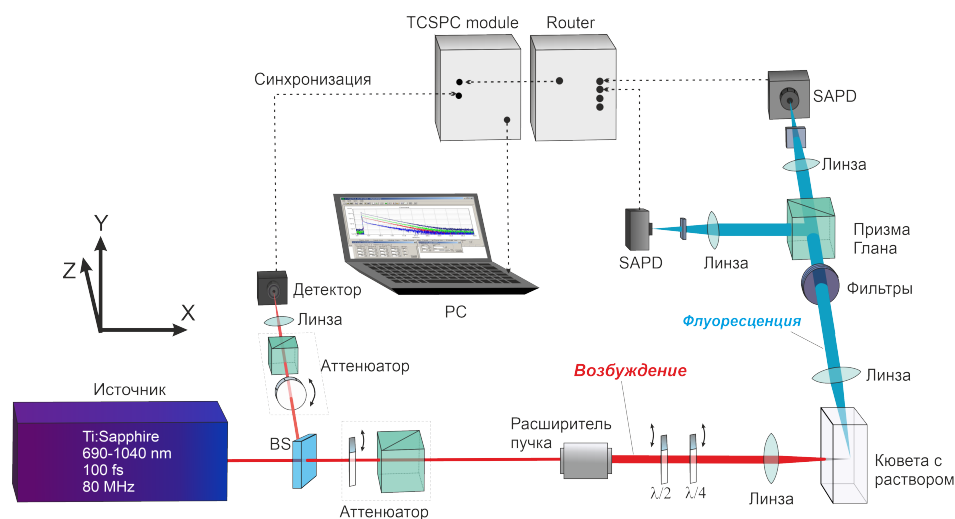 TCSPC module
Router
Синхронизация
SAPD
Линза
Y
Z
X
SAPD
Линза
Призма
Глана
Детектор
Линза
PC
Фильтры
Флуоресценция
Аттенюатор
Источник
Возбуждение
Линза
Ti:Sapphire
690-1040 nm
100 fs
80 MHz
BS
Расширитель
пучка
λ/2
λ/4
Линза
Кювета с
раствором
Аттенюатор